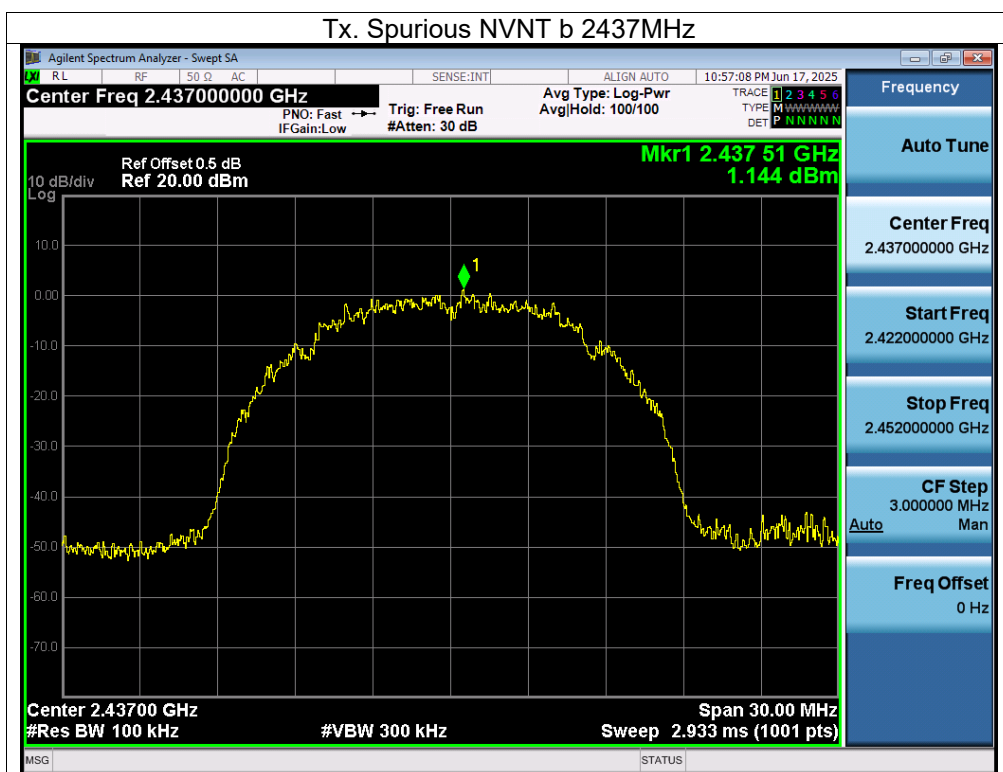 Tx. Spurious NVNT b 2437MHz
Agilent Spectrum Analyzer - Swept SA
LXI RL RF 50 Ω AC SENSE:INT ALIGN AUTO 10:57:08 PM Jun 17, 2025
Center Freq 2.437000000 GHz
PNO: Fast
IFGain:Low
Trig: Free Run
#Atten: 30 dB
Avg Type: Log-Pwr
Avg|Hold: 100/100
TRACE 1 2 3 4 5 6
TYPE M WWWWW
DET P N N N N N
Mkr1 2.437 51 GHz
1.144 dBm
Ref Offset 0.5 dB
10 dB/div Ref 20.00 dBm
Log
1
10.0
0.00
-10.0
-20.0
-30.0
-40.0
-50.0
-60.0
-70.0
Center 2.43700 GHz Span 30.00 MHz
#Res BW 100 kHz #VBW 300 kHz Sweep 2.933 ms (1001 pts)
MSG STATUS
Frequency
Auto Tune
Center Freq
2.437000000 GHz
Start Freq
2.422000000 GHz
Stop Freq
2.452000000 GHz
CF Step
3.000000 MHz
Auto Man
Freq Offset
0 Hz